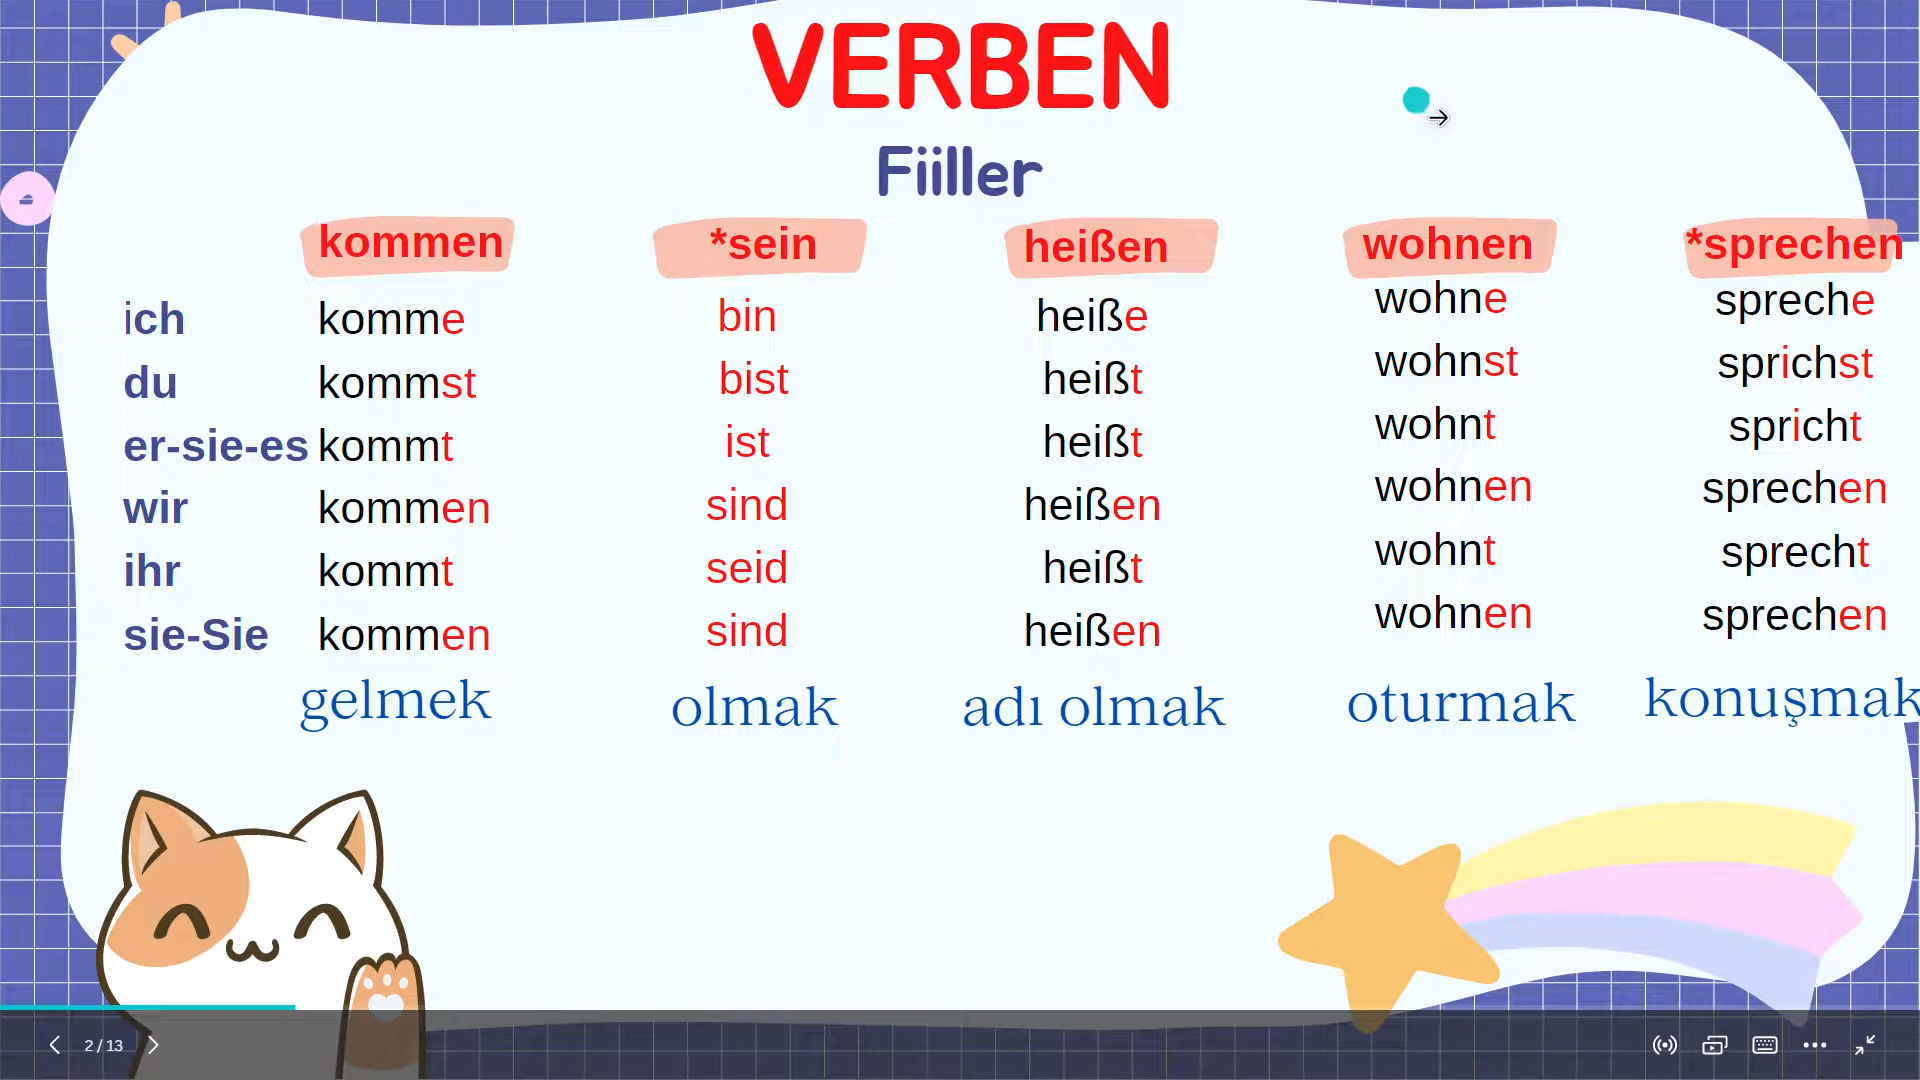 VERBEN
Fiiller
kommen *sein heißen wohnen *sprechen
ich komme bin heiße wohne spreche
du kommst bist heißt wohnst sprichst
er-sie-es kommt ist heißt wohnt spricht
wir kommen sind heißen wohnen sprechen
ihr kommt seid heißt wohnt sprecht
sie-Sie kommen sind heißen wohnen sprechen
gelmek olmak adı olmak oturmak konuşmak
2 / 13